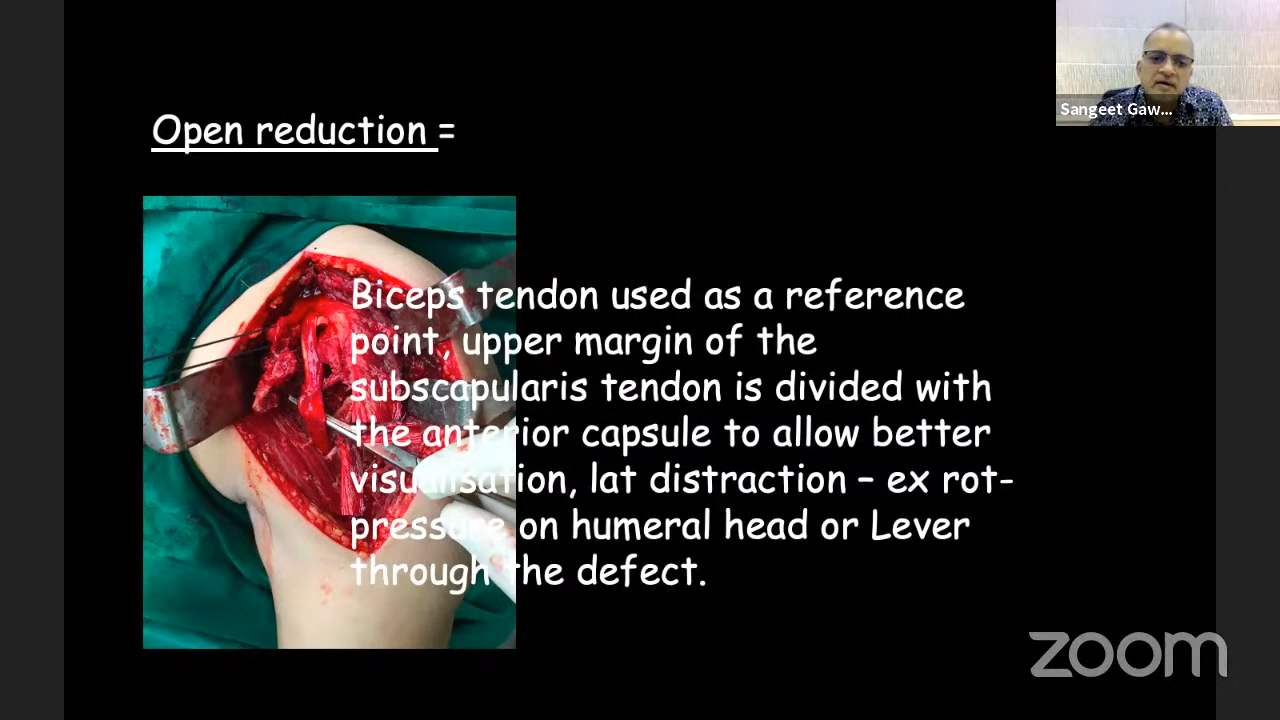 Sangeet Gaw...
Open reduction =
Biceps tendon used as a reference
point, upper margin of the
subscapularis tendon is divided with
the anterior capsule to allow better
visualisation, lat distraction – ex rot-
pressure on humeral head or Lever
through the defect.
zoom